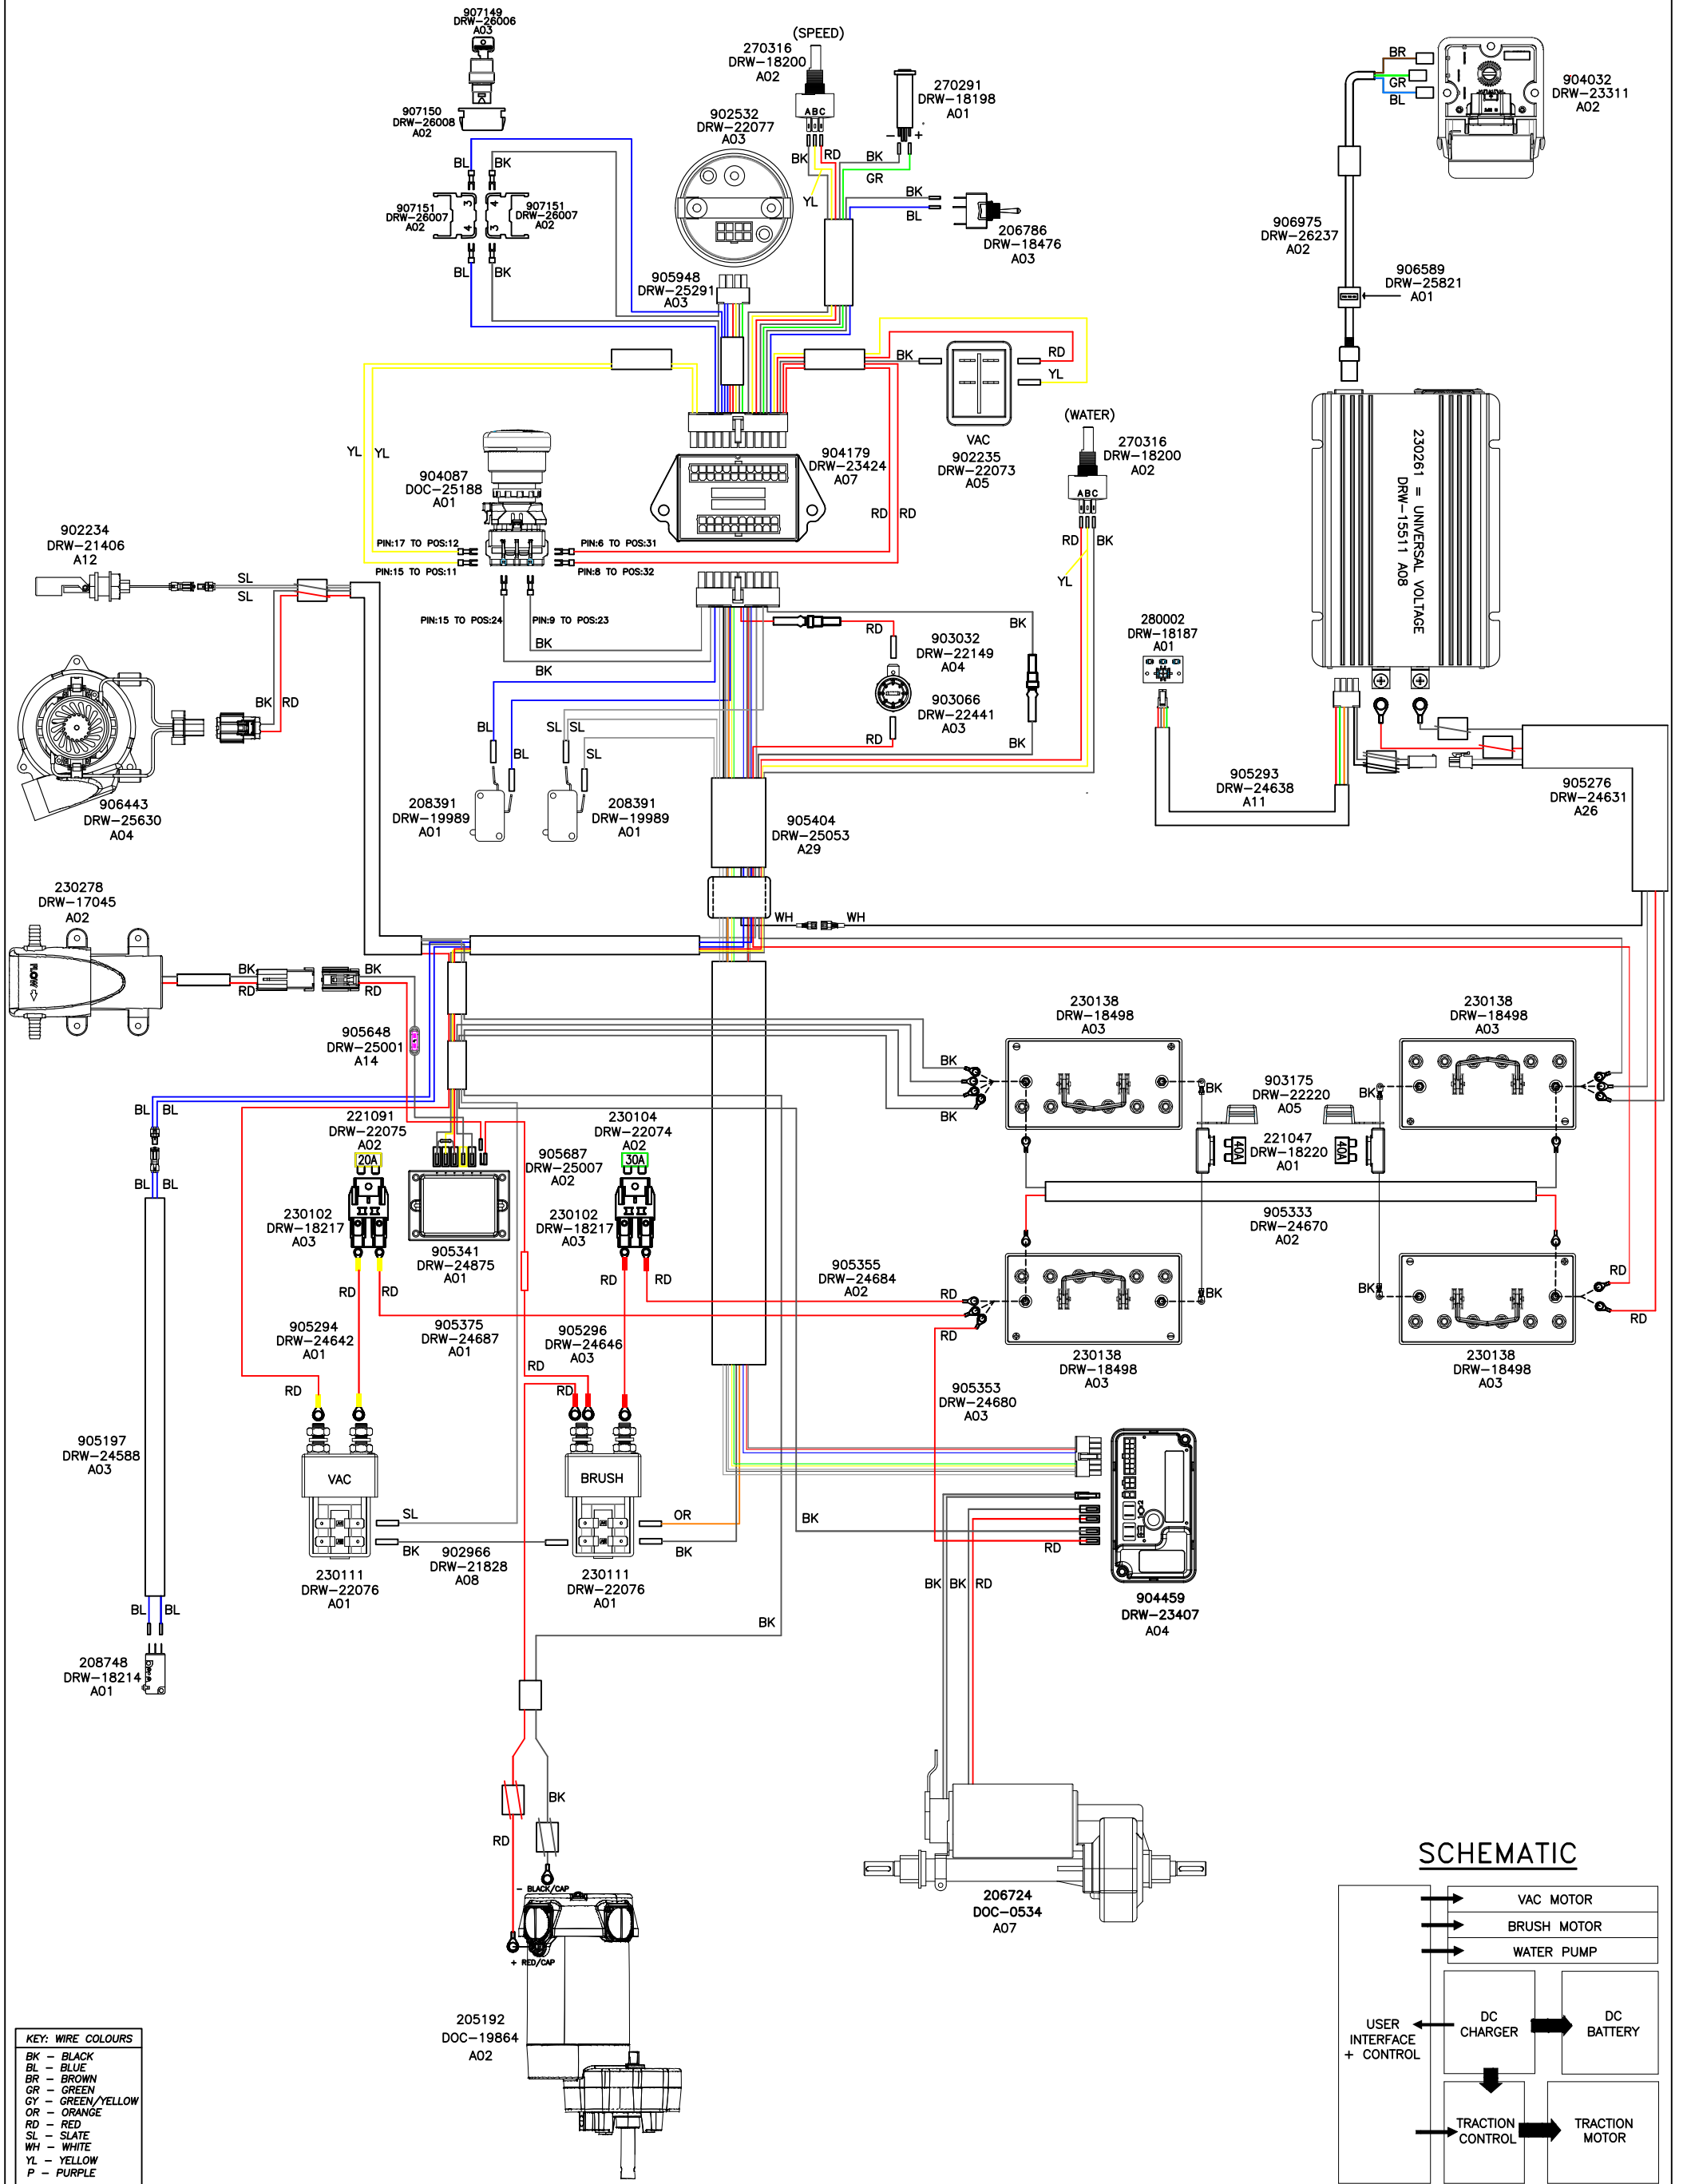 907149
DRW-26006
A03
907150
DRW-26008
A02
BL
BK
907151
DRW-26007
A02
3
4
4
3
907151
DRW-26007
A02
BL
BK
902532
DRW-22077
A03
(SPEED)
270316
DRW-18200
A02
ABC
BK
RD
YL
270291
DRW-18198
A01
- +
BK
GR
BK
BL
206786
DRW-18476
A03
905948
DRW-25291
A03
BR
GR
BL
904032
DRW-23311
A02
906975
DRW-26237
A02
906589
DRW-25821
A01
BK
RD
YL
VAC
902235
DRW-22073
A05
YL
YL
904087
DOC-25188
A01
904179
DRW-23424
A07
RD
RD
PIN:17 TO POS:12
PIN:15 TO POS:11
PIN:6 TO POS:31
PIN:8 TO POS:32
PIN:15 TO POS:24
PIN:9 TO POS:23
BK
BK
(WATER)
270316
DRW-18200
A02
ABC
RD
BK
YL
230261 = UNIVERSAL VOLTAGE
DRW-15511 A08
902234
DRW-21406
A12
SL
SL
BK
RD
906443
DRW-25630
A04
RD
903032
DRW-22149
A04
903066
DRW-22441
A03
RD
BK
BK
280002
DRW-18187
A01
905293
DRW-24638
A11
905276
DRW-24631
A26
BL
BL
SL
SL
SL
208391
DRW-19989
A01
208391
DRW-19989
A01
905404
DRW-25053
A29
230278
DRW-17045
A02
FLOW
BK
RD
BK
RD
WH
WH
905648
DRW-25001
A14
BL
BL
BL
BL
221091
DRW-22075
A02
20A
230102
DRW-18217
A03
905341
DRW-24875
A01
905687
DRW-25007
A02
230104
DRW-22074
A02
30A
230102
DRW-18217
A03
RD
RD
RD
RD
BK
BK
230138
DRW-18498
A03
230138
DRW-18498
A03
BK
BK
903175
DRW-22220
A05
40A
221047
DRW-18220
A01
40A
905333
DRW-24670
A02
905355
DRW-24684
A02
RD
RD
BK
BK
RD
RD
230138
DRW-18498
A03
230138
DRW-18498
A03
905294
DRW-24642
A01
905375
DRW-24687
A01
905296
DRW-24646
A03
RD
RD
RD
905353
DRW-24680
A03
905197
DRW-24588
A03
VAC
BRUSH
SL
BK
OR
BK
902966
DRW-21828
A08
230111
DRW-22076
A01
230111
DRW-22076
A01
BK
RD
BK
BK
RD
904459
DRW-23407
A04
BL
BL
208748
DRW-18214
A01
BK
BK
RD
- BLACK/CAP
+ RED/CAP
205192
DOC-19864
A02
206724
DOC-0534
A07
SCHEMATIC
VAC MOTOR
BRUSH MOTOR
WATER PUMP
USER
INTERFACE
+ CONTROL
DC
CHARGER
DC
BATTERY
TRACTION
CONTROL
TRACTION
MOTOR
KEY: WIRE COLOURS
BK - BLACK
BL - BLUE
BR - BROWN
GR - GREEN
GY - GREEN/YELLOW
OR - ORANGE
RD - RED
SL - SLATE
WH - WHITE
YL - YELLOW
P - PURPLE